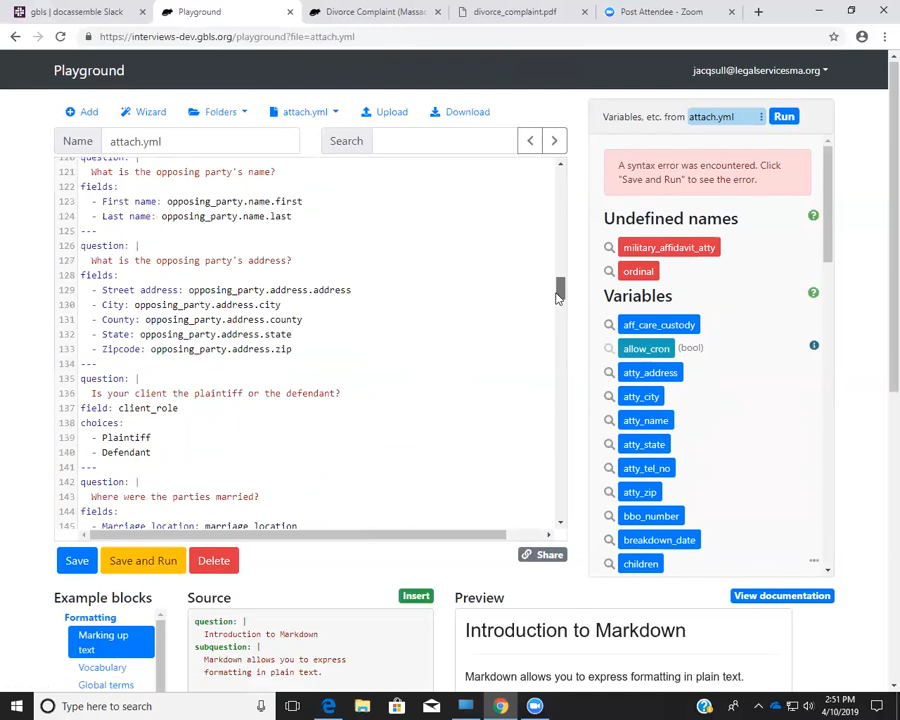 gbls | docassemble Slack
Playground
Divorce Complaint (Massac
divorce_complaint.pdf
Post Attendee - Zoom
https://interviews-dev.gbls.org/playground?file=attach.yml
Playground
jacqsull@legalservicesma.org
Add
Wizard
Folders
attach.yml
Upload
Download
Name
attach.yml
Search
Variables, etc. from
attach.yml
Run
120 question: |
121 What is the opposing party's name?
122 fields:
123 - First name: opposing_party.name.first
124 - Last name: opposing_party.name.last
125 ---
126 question: |
127 What is the opposing party's address?
128 fields:
129 - Street address: opposing_party.address.address
130 - City: opposing_party.address.city
131 - County: opposing_party.address.county
132 - State: opposing_party.address.state
133 - Zipcode: opposing_party.address.zip
134 ---
135 question: |
136 Is your client the plaintiff or the defendant?
137 field: client_role
138 choices:
139 - Plaintiff
140 - Defendant
141 ---
142 question: |
143 Where were the parties married?
144 fields:
145 - Marriage location: marriage_location
A syntax error was encountered. Click
"Save and Run" to see the error.
Undefined names
military_affidavit_atty
ordinal
Variables
aff_care_custody
allow_cron (bool)
atty_address
atty_city
atty_name
atty_state
atty_tel_no
atty_zip
bbo_number
breakdown_date
children
Save
Save and Run
Delete
Share
Example blocks
Formatting
Marking up
text
Vocabulary
Global terms
Source
Insert
question: |
Introduction to Markdown
subquestion: |
Markdown allows you to express
formatting in plain text.
Preview
View documentation
Introduction to Markdown
Markdown allows you to express formatting in plain text.
Type here to search
2:51 PM
4/10/2019